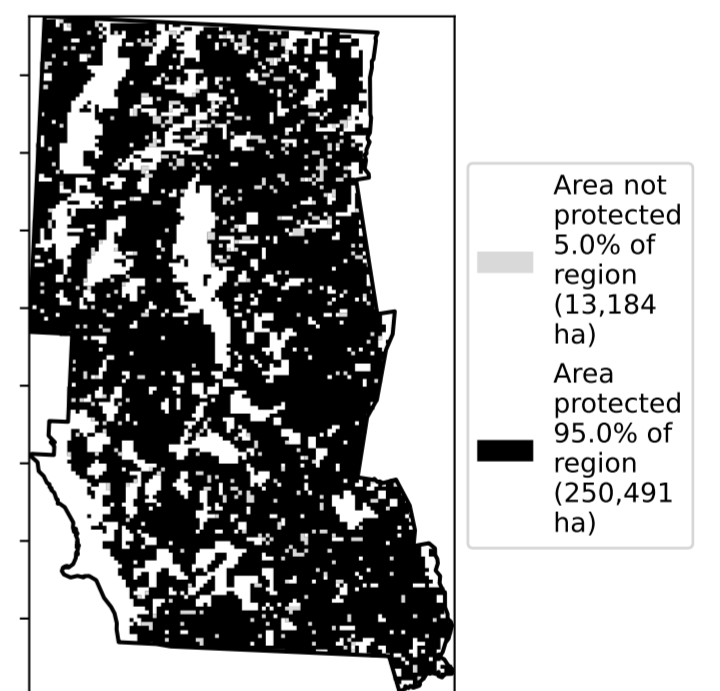 Area not
protected
5.0% of
region
(13,184
ha)
Area
protected
95.0% of
region
(250,491
ha)